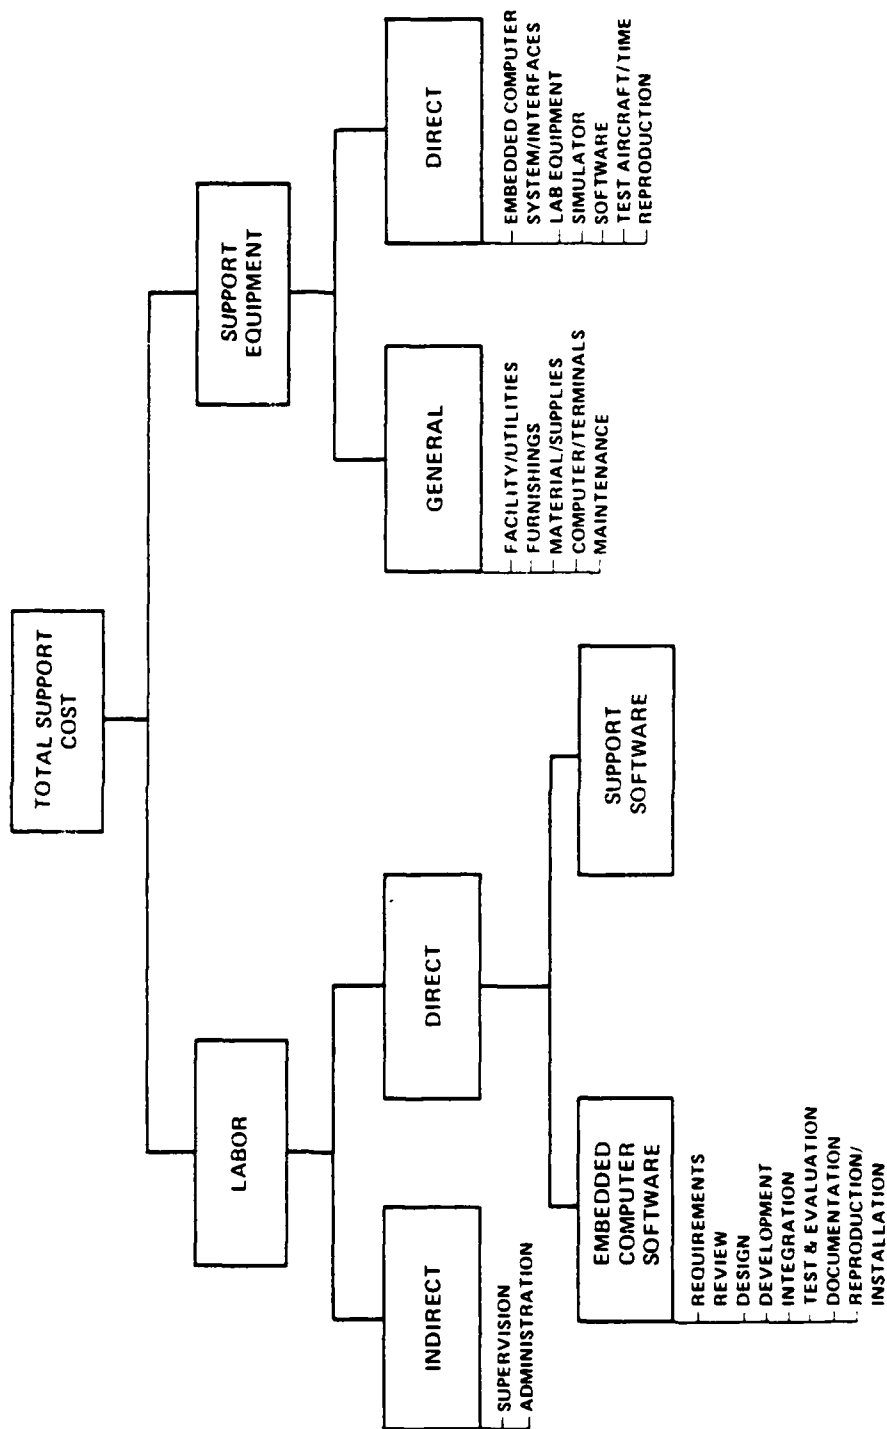 TOTAL SUPPORT
COST
LABOR
SUPPORT
EQUIPMENT
INDIRECT
SUPERVISION
ADMINISTRATION
DIRECT
GENERAL
FACILITY/UTILITIES
FURNISHINGS
MATERIAL/SUPPLIES
COMPUTER/TERMINALS
MAINTENANCE
DIRECT
EMBEDDED COMPUTER
SYSTEM/INTERFACES
LAB EQUIPMENT
SIMULATOR
SOFTWARE
TEST AIRCRAFT/TIME
REPRODUCTION
EMBEDDED
COMPUTER
SOFTWARE
REQUIREMENTS
REVIEW
DESIGN
DEVELOPMENT
INTEGRATION
TEST & EVALUATION
DOCUMENTATION
REPRODUCTION/
INSTALLATION
SUPPORT
SOFTWARE